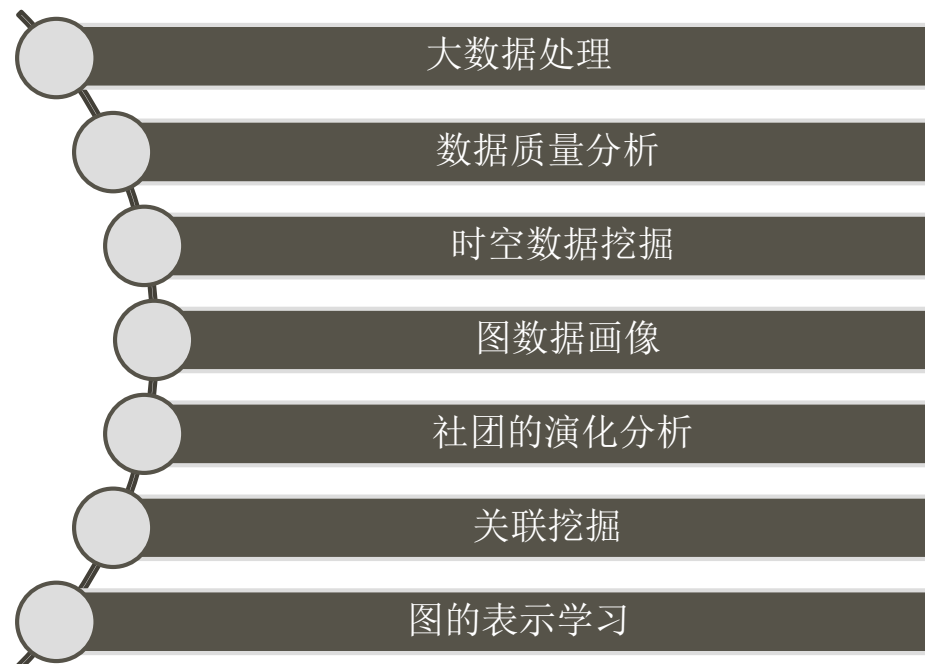 大数据处理
数据质量分析
时空数据挖掘
图数据画像
社团的演化分析
关联挖掘
图的表示学习